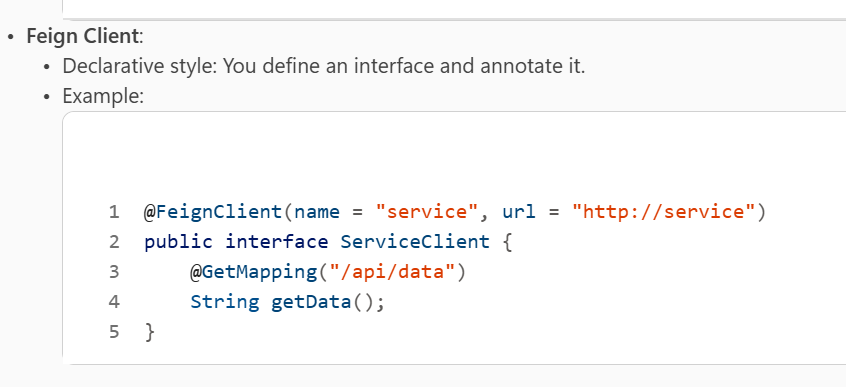 • Feign Client:
• Declarative style: You define an interface and annotate it.
• Example:
1 @FeignClient(name = "service", url = "http://service")
2 public interface ServiceClient {
3     @GetMapping("/api/data")
4     String getData();
5 }